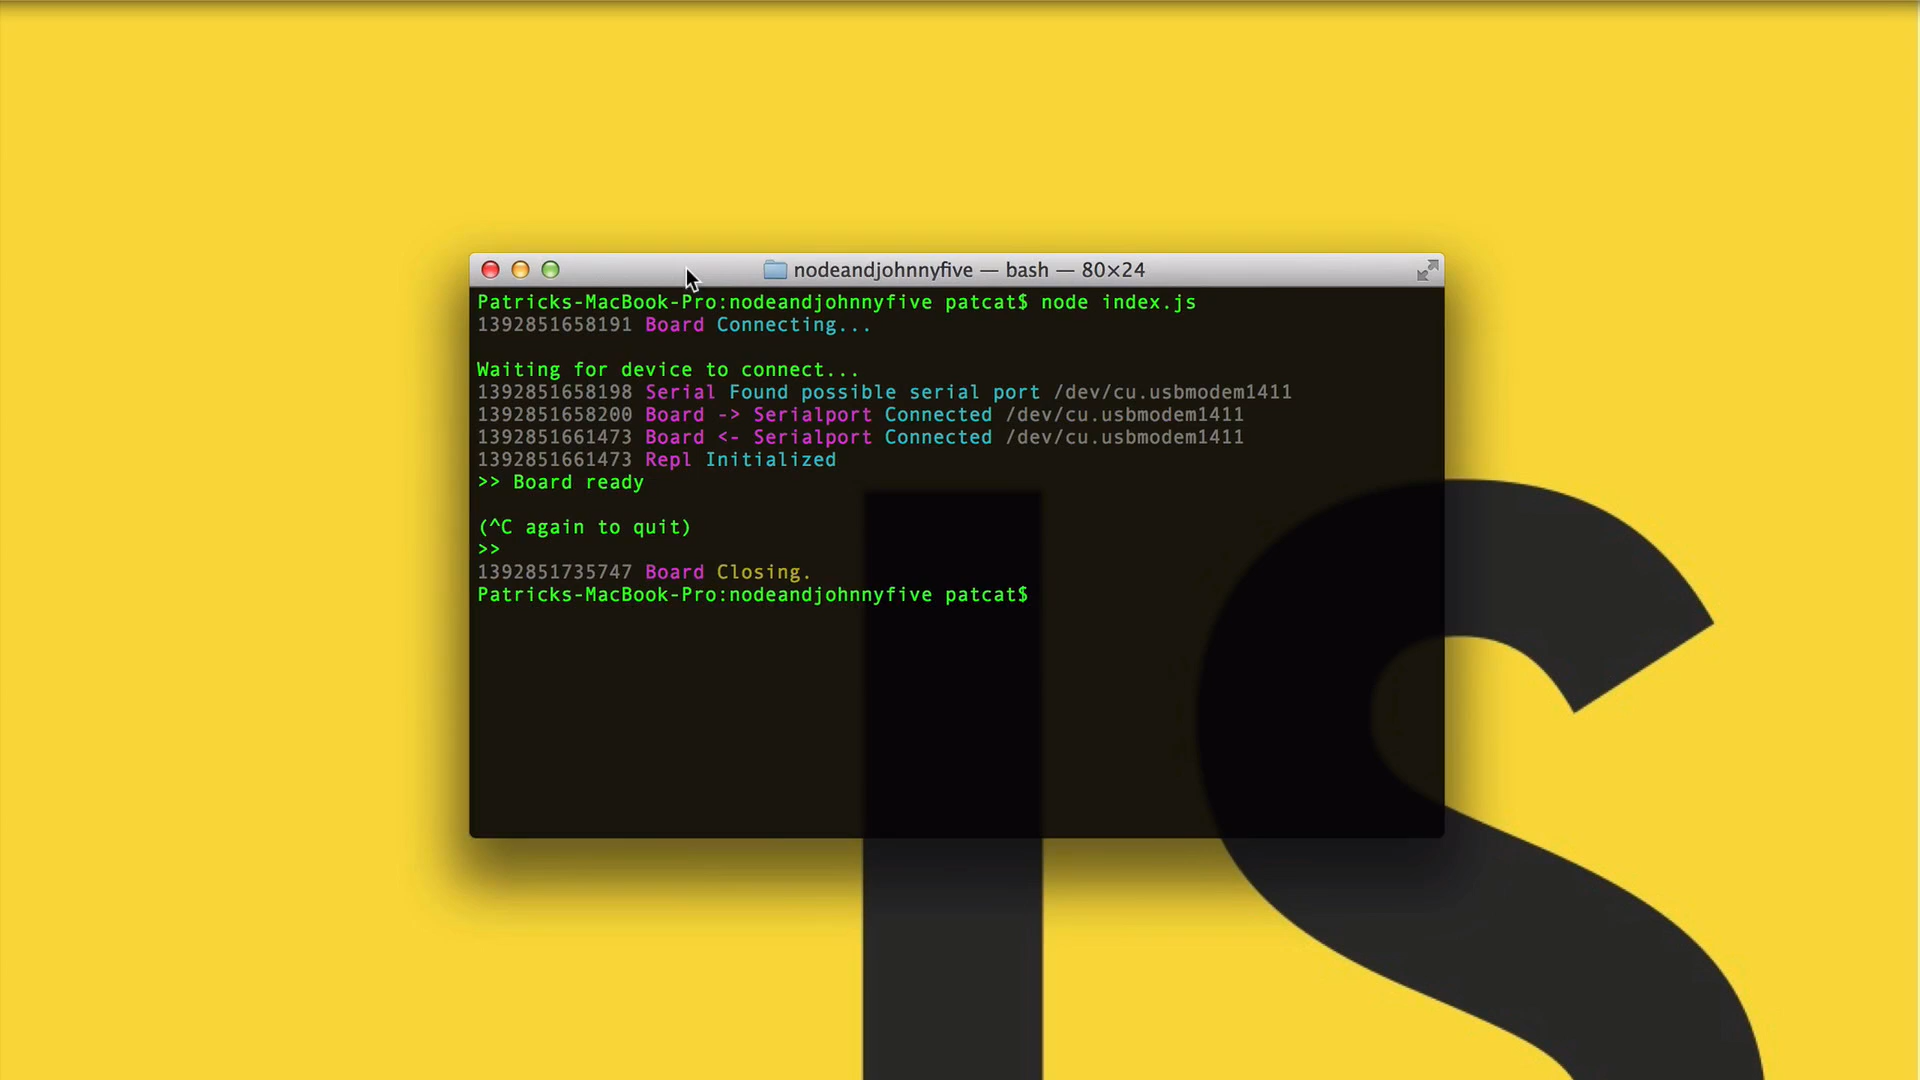 nodeandjohnnyfive — bash — 80×24
Patricks-MacBook-Pro:nodeandjohnnyfive patcat$ node index.js
1392851658191 Board Connecting...
Waiting for device to connect...
1392851658198 Serial Found possible serial port /dev/cu.usbmodem1411
1392851658200 Board -> Serialport Connected /dev/cu.usbmodem1411
1392851661473 Board <- Serialport Connected /dev/cu.usbmodem1411
1392851661473 Repl Initialized
>> Board ready
(^C again to quit)
>>
1392851735747 Board Closing.
Patricks-MacBook-Pro:nodeandjohnnyfive patcat$
JS